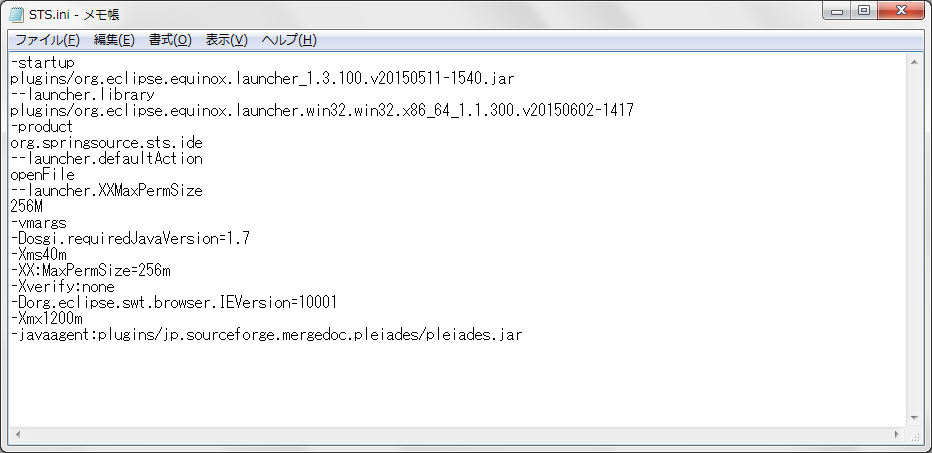 STS.ini - メモ帳
ファイル(F) 編集(E) 書式(O) 表示(V) ヘルプ(H)
-startup
plugins/org.eclipse.equinox.launcher_1.3.100.v20150511-1540.jar
--launcher.library
plugins/org.eclipse.equinox.launcher.win32.win32.x86_64_1.1.300.v20150602-1417
-product
org.springsource.sts.ide
--launcher.defaultAction
openFile
--launcher.XXMaxPermSize
256M
-vmargs
-Dosgi.requiredJavaVersion=1.7
-Xms40m
-XX:MaxPermSize=256m
-Xverify:none
-Dorg.eclipse.swt.browser.IEVersion=10001
-Xmx1200m
-javaagent:plugins/jp.sourceforge.mergedoc.pleiades/pleiades.jar